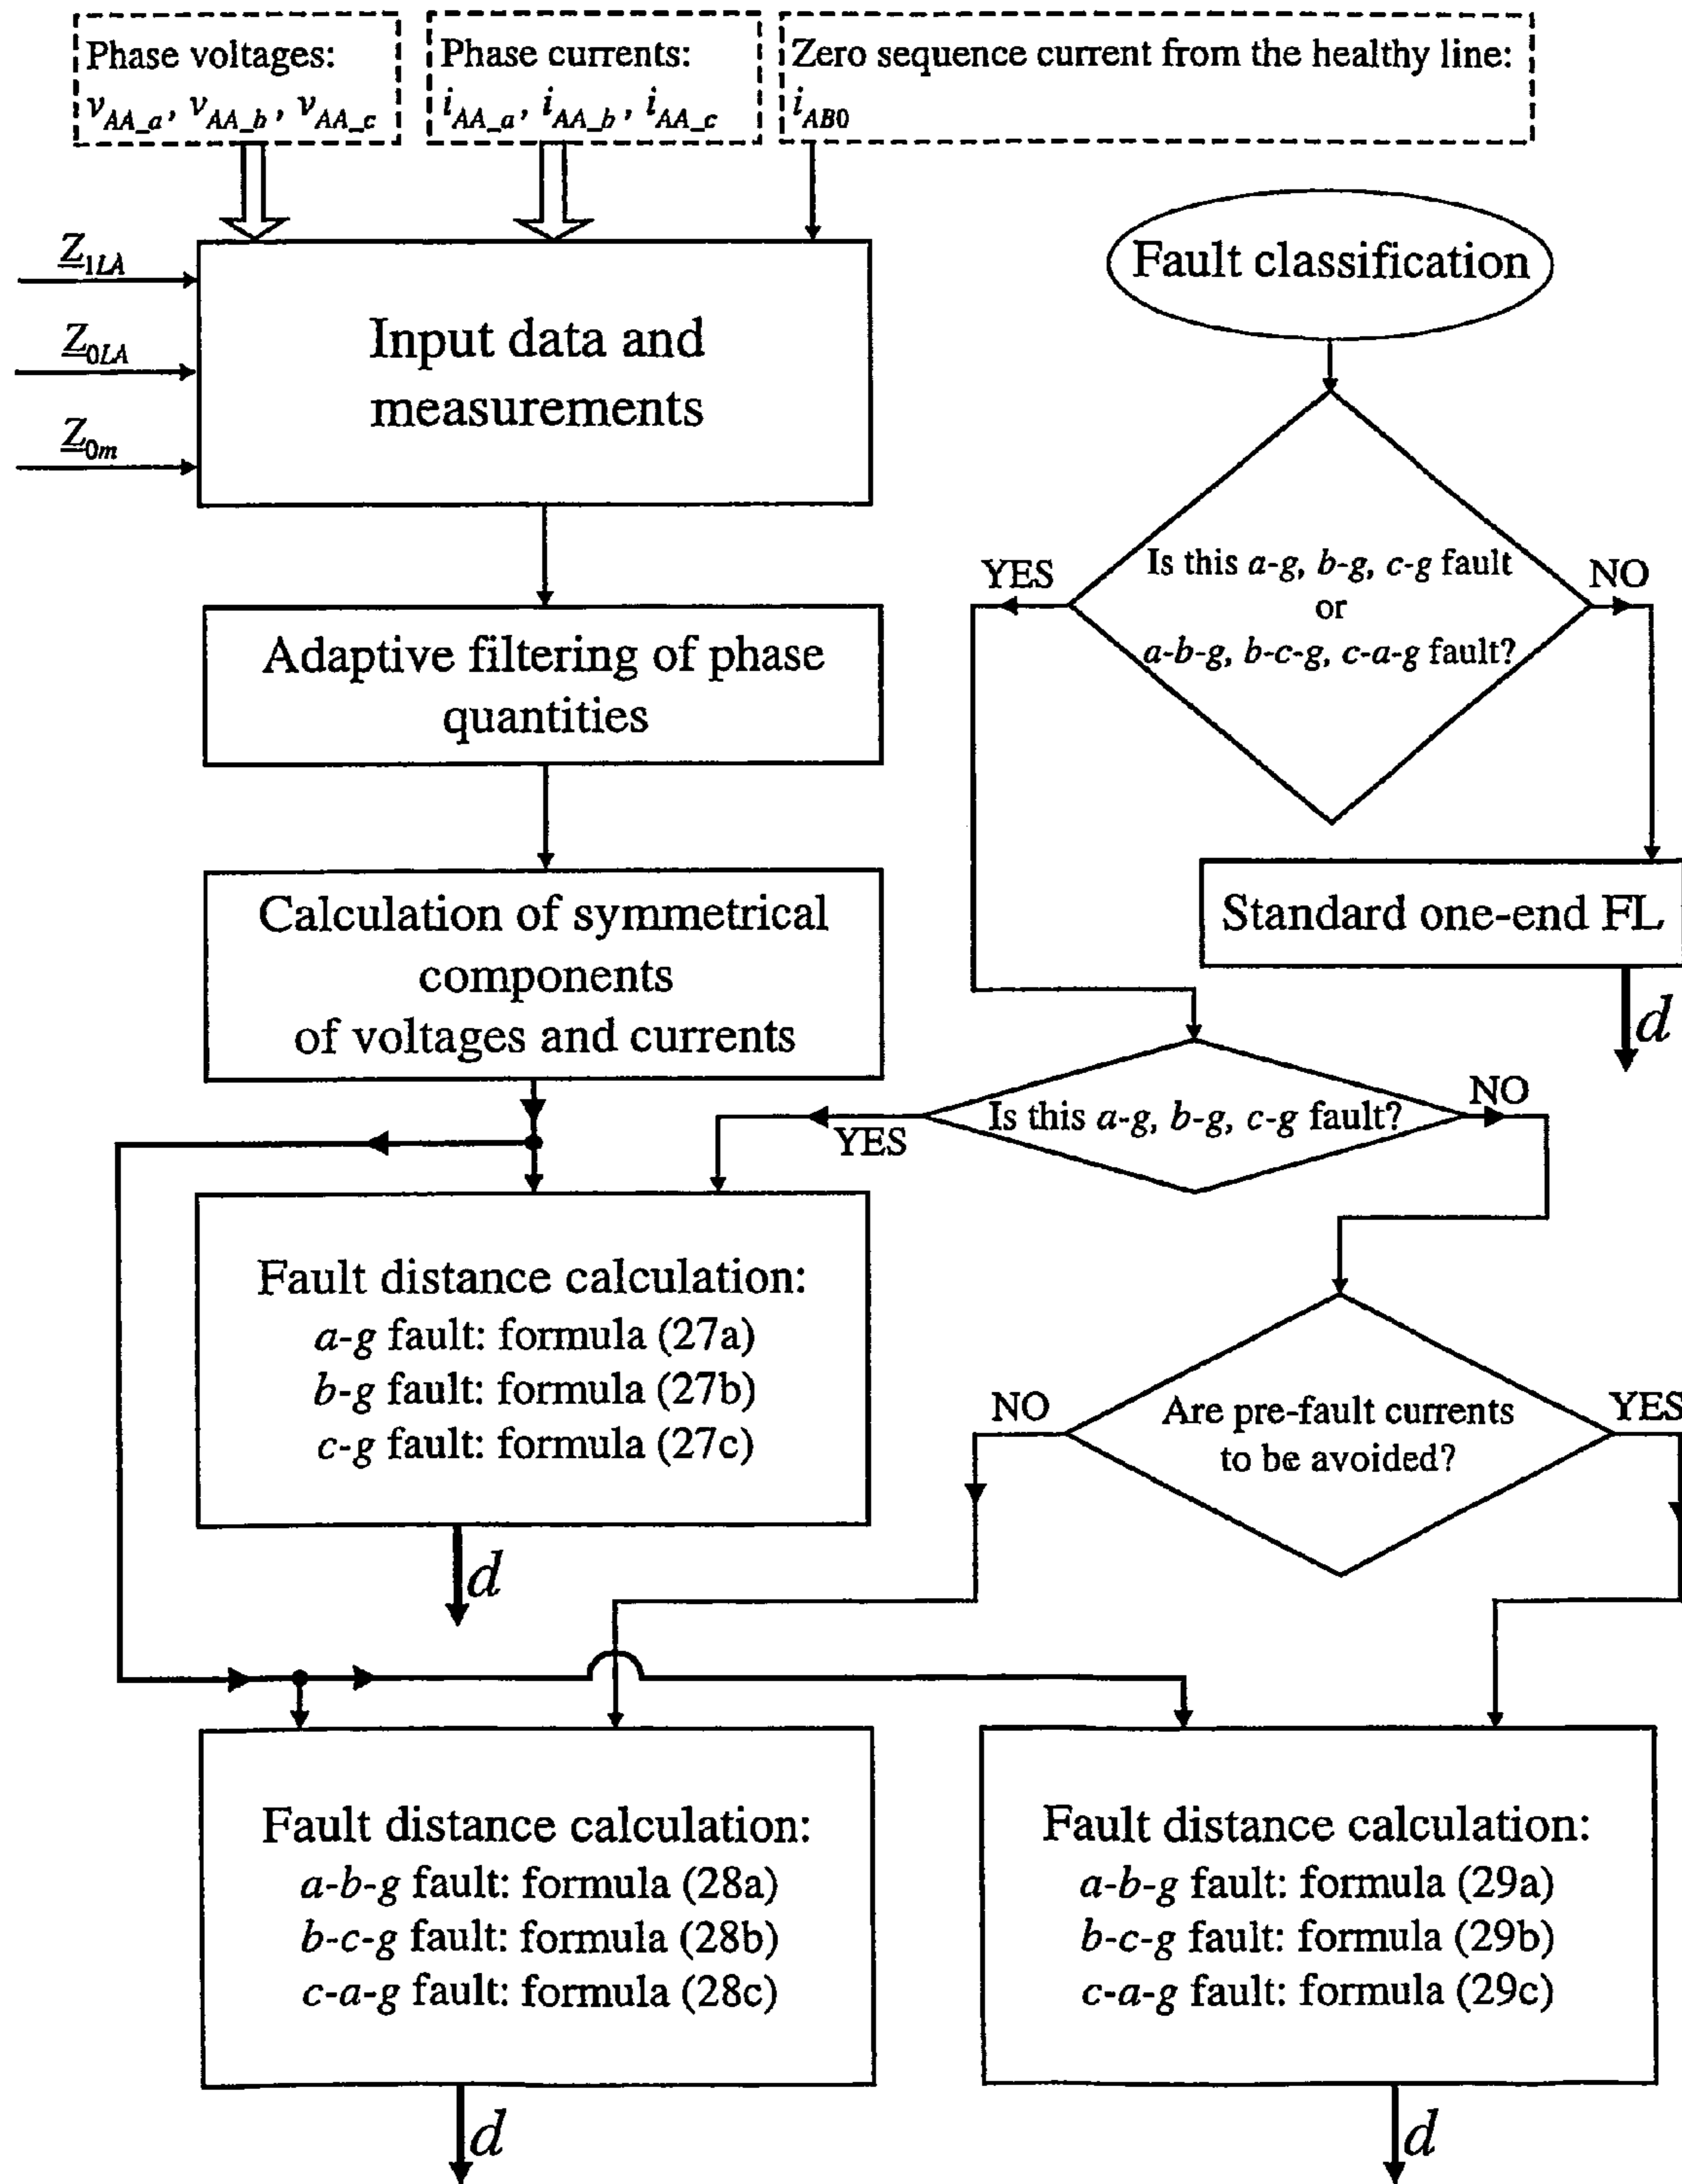 Phase voltages:
v_AA_a, v_AA_b, v_AA_c
Phase currents:
i_AA_a, i_AA_b, i_AA_c
Zero sequence current from the healthy line:
i_AB0
Z_1LA
Z_0LA
Z_0m
Input data and
measurements
Adaptive filtering of phase
quantities
Calculation of symmetrical
components
of voltages and currents
Fault classification
Is this a-g, b-g, c-g fault
or
a-b-g, b-c-g, c-a-g fault?
YES
NO
Standard one-end FL
d
Is this a-g, b-g, c-g fault?
YES
NO
Fault distance calculation:
a-g fault: formula (27a)
b-g fault: formula (27b)
c-g fault: formula (27c)
d
Are pre-fault currents
to be avoided?
NO
YES
Fault distance calculation:
a-b-g fault: formula (28a)
b-c-g fault: formula (28b)
c-a-g fault: formula (28c)
d
Fault distance calculation:
a-b-g fault: formula (29a)
b-c-g fault: formula (29b)
c-a-g fault: formula (29c)
d